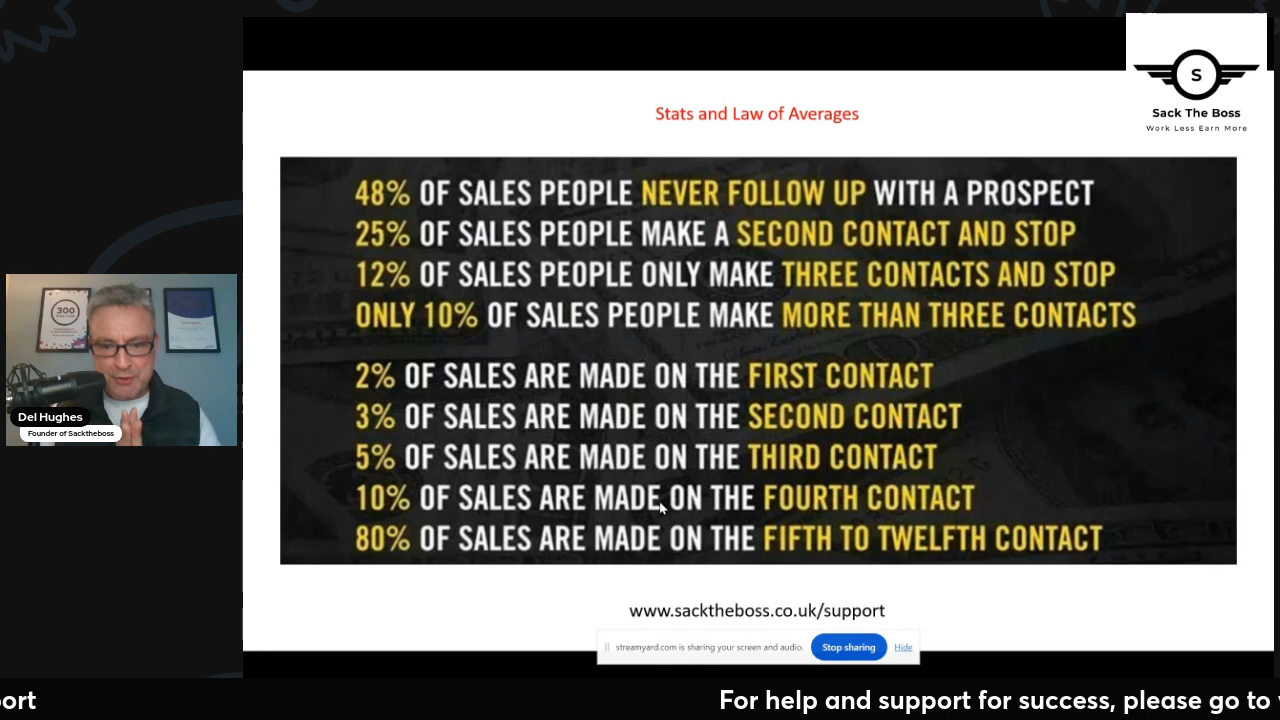 S
Sack The Boss
Work Less Earn More
Stats and Law of Averages
48% OF SALES PEOPLE NEVER FOLLOW UP WITH A PROSPECT
25% OF SALES PEOPLE MAKE A SECOND CONTACT AND STOP
12% OF SALES PEOPLE ONLY MAKE THREE CONTACTS AND STOP
ONLY 10% OF SALES PEOPLE MAKE MORE THAN THREE CONTACTS
2% OF SALES ARE MADE ON THE FIRST CONTACT
3% OF SALES ARE MADE ON THE SECOND CONTACT
5% OF SALES ARE MADE ON THE THIRD CONTACT
10% OF SALES ARE MADE ON THE FOURTH CONTACT
80% OF SALES ARE MADE ON THE FIFTH TO TWELFTH CONTACT
300
Del Hughes
Founder of Sacktheboss
www.sacktheboss.co.uk/support
streamyard.com is sharing your screen and audio. Stop sharing Hide
ort For help and support for success, please go to